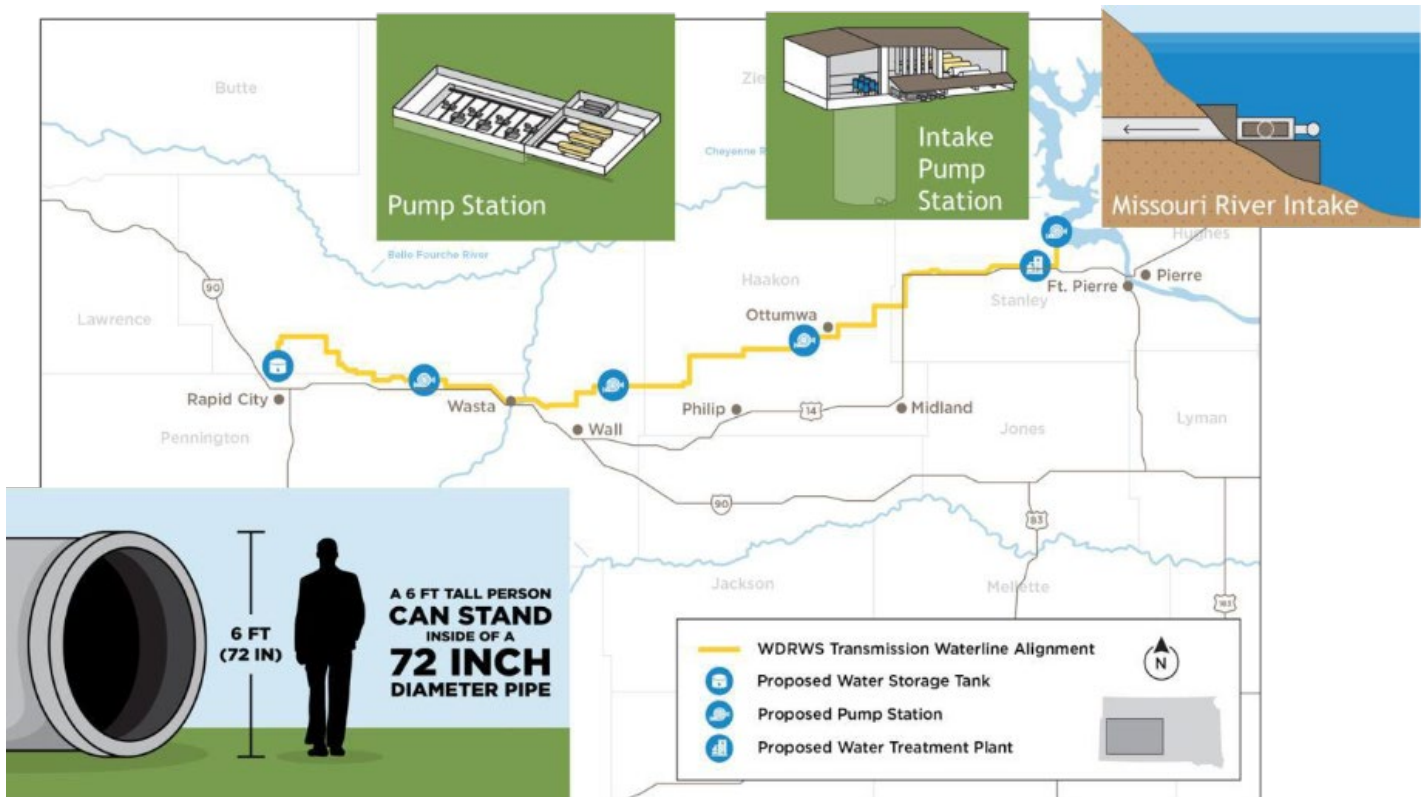 Butte
Zie
Pump Station
Intake
Pump
Station
Missouri River Intake
Cheyenne R
Belle Fourche River
Hughes
90
Haakon
Pierre
Ft. Pierre
Stanley
Lawrence
Ottumwa
Rapid City
Wasta
Philip
14
Midland
Wall
Lyman
Pennington
Jones
90
83
6 FT
(72 IN)
A 6 FT TALL PERSON
CAN STAND
INSIDE OF A
72 INCH
DIAMETER PIPE
Jackson
Mellette
183
WDRWS Transmission Waterline Alignment
Proposed Water Storage Tank
Proposed Pump Station
Proposed Water Treatment Plant
N